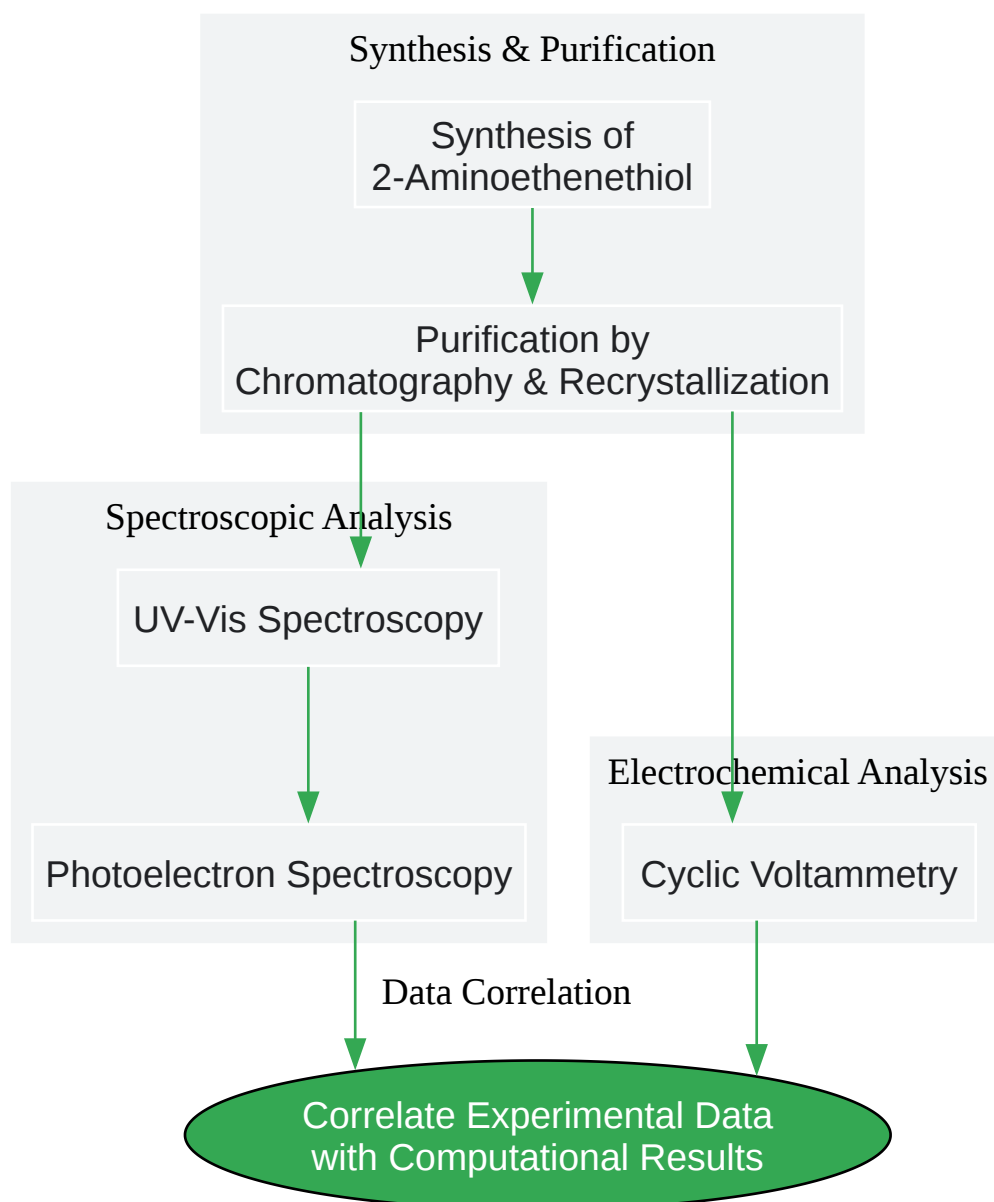 Synthesis & Purification
Synthesis of
2-Aminoethenethiol
Purification by
Chromatography & Recrystallization
Spectroscopic Analysis
UV-Vis Spectroscopy
Electrochemical Analysis
Photoelectron Spectroscopy
Cyclic Voltammetry
Data Correlation
Correlate Experimental Data
with Computational Results